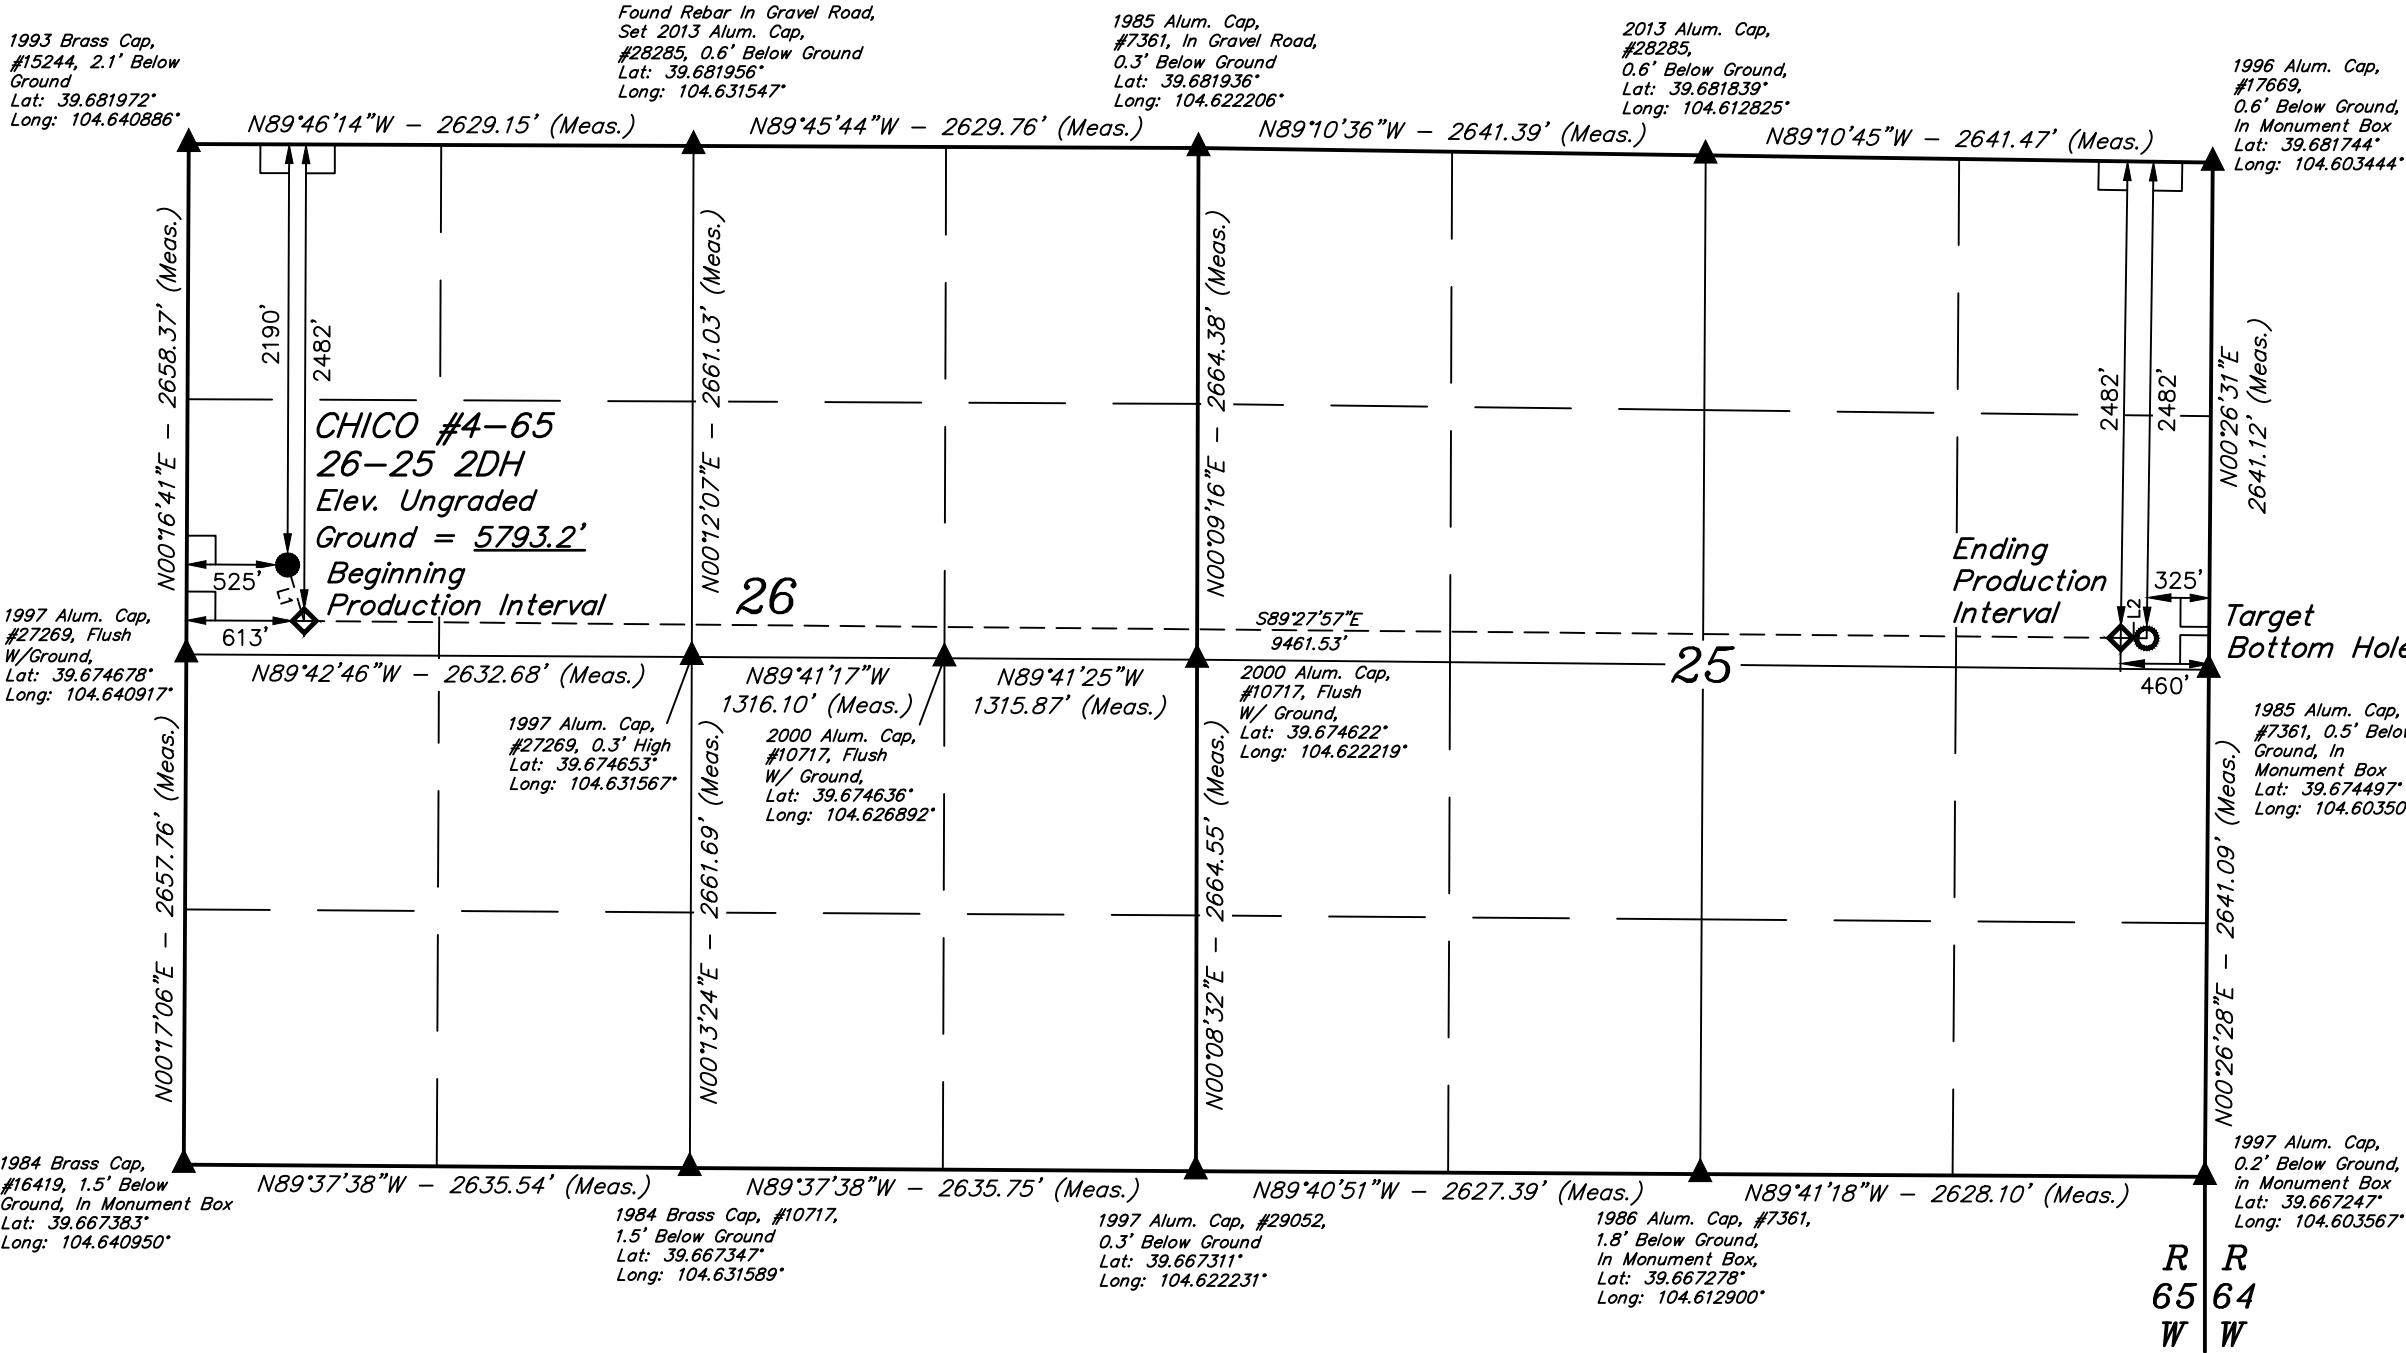 1993 Brass Cap,
#15244, 2.1' Below
Ground
Lat: 39.681972°
Long: 104.640886°
Found Rebar In Gravel Road,
Set 2013 Alum. Cap,
#28285, 0.6' Below Ground
Lat: 39.681956°
Long: 104.631547°
1985 Alum. Cap,
#7361, In Gravel Road,
0.3' Below Ground
Lat: 39.681936°
Long: 104.622206°
2013 Alum. Cap,
#28285,
0.6' Below Ground,
Lat: 39.681839°
Long: 104.612825°
1996 Alum. Cap,
#17669,
0.6' Below Ground,
In Monument Box
Lat: 39.681744°
Long: 104.603444°
N89°46'14"W – 2629.15' (Meas.)
N89°45'44"W – 2629.76' (Meas.)
N89°10'36"W – 2641.39' (Meas.)
N89°10'45"W – 2641.47' (Meas.)
N00°16'41"E – 2658.37' (Meas.)
2190'
2482'
N00°12'07"E – 2661.03' (Meas.)
N00°09'16"E – 2664.38' (Meas.)
2482'
2482'
N00°26'31"E
2641.12' (Meas.)
CHICO #4-65
26-25 2DH
Elev. Ungraded
Ground = 5793.2'
Beginning
Production Interval
525'
L1
613'
26
S89°27'57"E
9461.53'
25
Ending
Production
Interval
325'
L2
460'
Target
Bottom Hole
1997 Alum. Cap,
#27269, Flush
W/Ground,
Lat: 39.674678°
Long: 104.640917°
N89°42'46"W – 2632.68' (Meas.)
N89°41'17"W
1316.10' (Meas.)
N89°41'25"W
1315.87' (Meas.)
1997 Alum. Cap,
#27269, 0.3' High
Lat: 39.674653°
Long: 104.631567°
2000 Alum. Cap,
#10717, Flush
W/ Ground,
Lat: 39.674636°
Long: 104.626892°
2000 Alum. Cap,
#10717, Flush
W/ Ground,
Lat: 39.674622°
Long: 104.622219°
1985 Alum. Cap,
#7361, 0.5' Below
Ground, In
Monument Box
Lat: 39.674497°
Long: 104.60350
N00°17'06"E – 2657.76' (Meas.)
N00°13'24"E – 2661.69' (Meas.)
N00°08'32"E – 2664.55' (Meas.)
N00°26'28"E – 2641.09' (Meas.)
1984 Brass Cap,
#16419, 1.5' Below
Ground, In Monument Box
Lat: 39.667383°
Long: 104.640950°
N89°37'38"W – 2635.54' (Meas.)
N89°37'38"W – 2635.75' (Meas.)
N89°40'51"W – 2627.39' (Meas.)
N89°41'18"W – 2628.10' (Meas.)
1984 Brass Cap, #10717,
1.5' Below Ground
Lat: 39.667347°
Long: 104.631589°
1997 Alum. Cap, #29052,
0.3' Below Ground
Lat: 39.667311°
Long: 104.622231°
1986 Alum. Cap, #7361,
1.8' Below Ground,
In Monument Box,
Lat: 39.667278°
Long: 104.612900°
1997 Alum. Cap,
0.2' Below Ground,
in Monument Box
Lat: 39.667247°
Long: 104.603567°
R R
65 64
W W